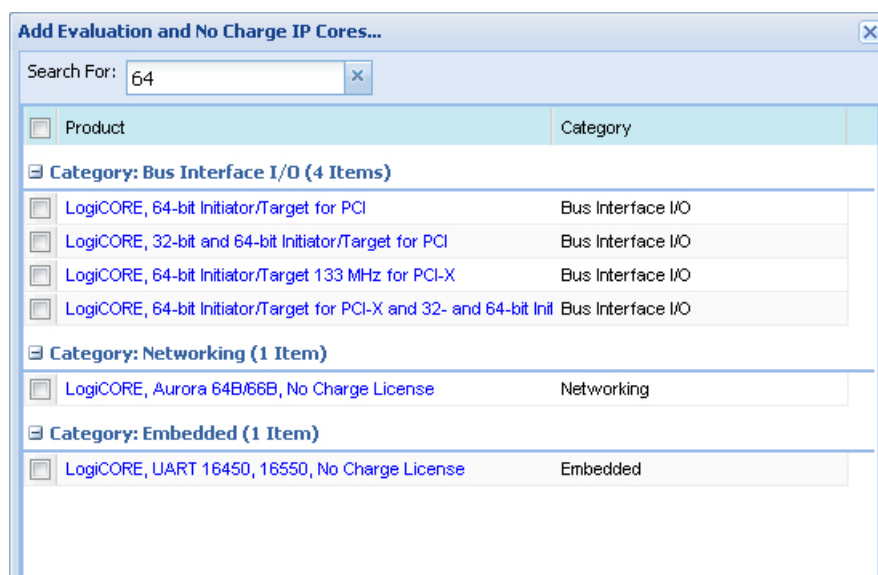 Add Evaluation and No Charge IP Cores...
Search For: 64
Product Category
Category: Bus Interface I/O (4 Items)
LogiCORE, 64-bit Initiator/Target for PCI Bus Interface I/O
LogiCORE, 32-bit and 64-bit Initiator/Target for PCI Bus Interface I/O
LogiCORE, 64-bit Initiator/Target 133 MHz for PCI-X Bus Interface I/O
LogiCORE, 64-bit Initiator/Target for PCI-X and 32- and 64-bit Bus Interface I/O
Category: Networking (1 Item)
LogiCORE, Aurora 64B/66B, No Charge License Networking
Category: Embedded (1 Item)
LogiCORE, UART 16450, 16550, No Charge License Embedded